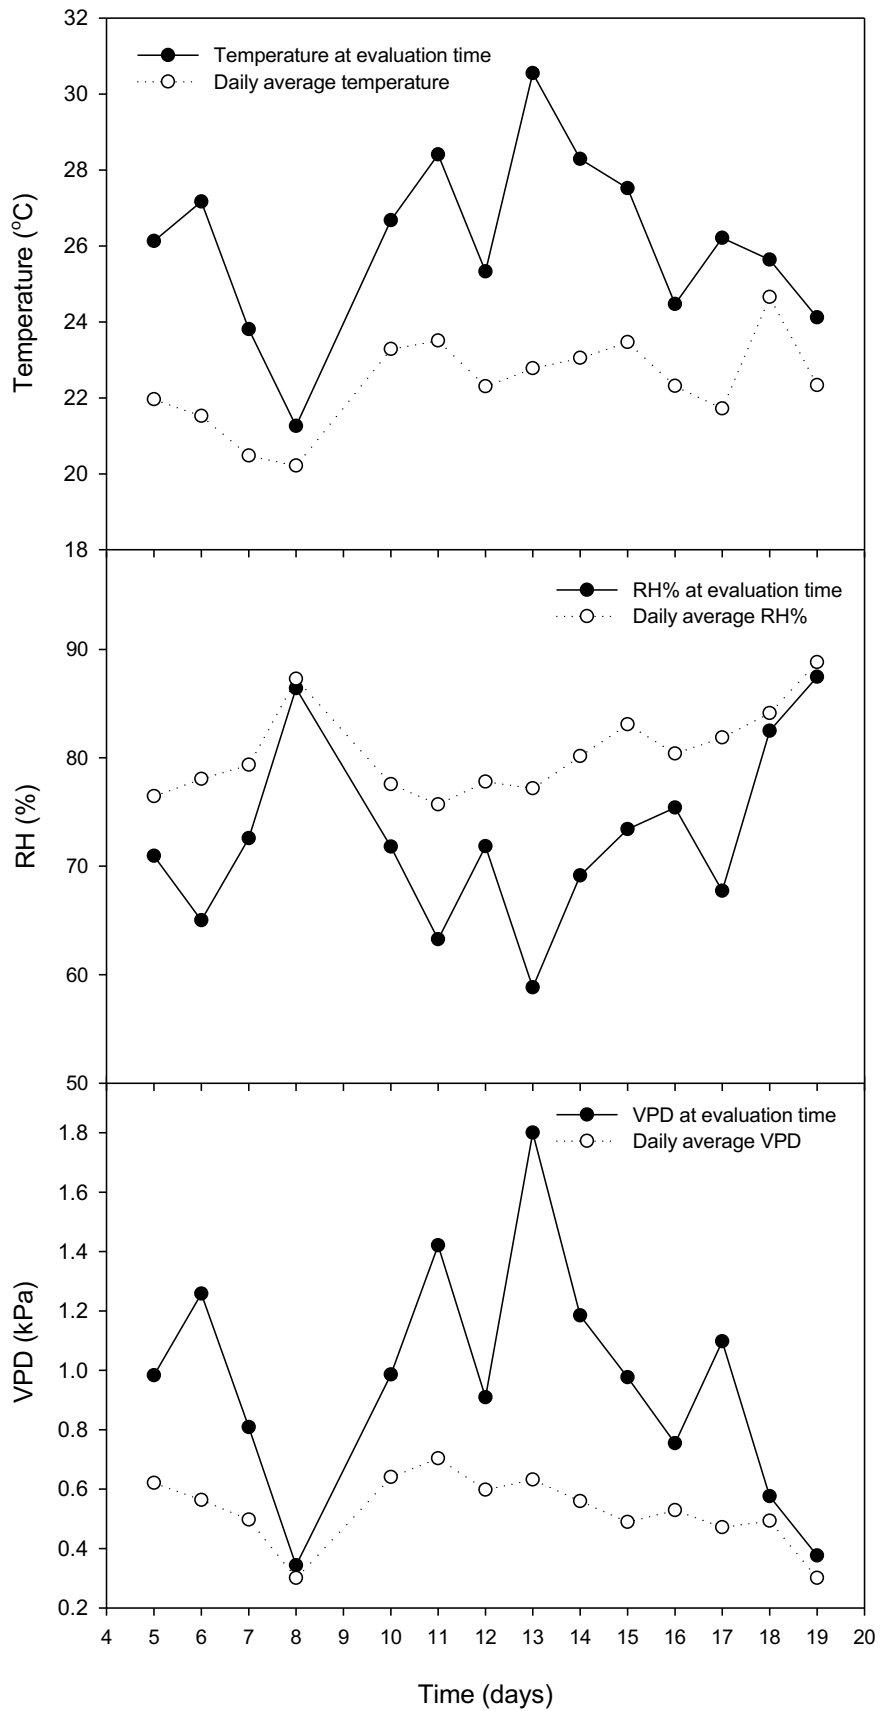 32
30
28
26
24
22
20
18
Temperature (oC)
Temperature at evaluation time
Daily average temperature
90
80
70
60
50
RH (%)
RH% at evaluation time
Daily average RH%
1.8
1.6
1.4
1.2
1.0
0.8
0.6
0.4
0.2
VPD (kPa)
VPD at evaluation time
Daily average VPD
4 5 6 7 8 9 10 11 12 13 14 15 16 17 18 19 20
Time (days)